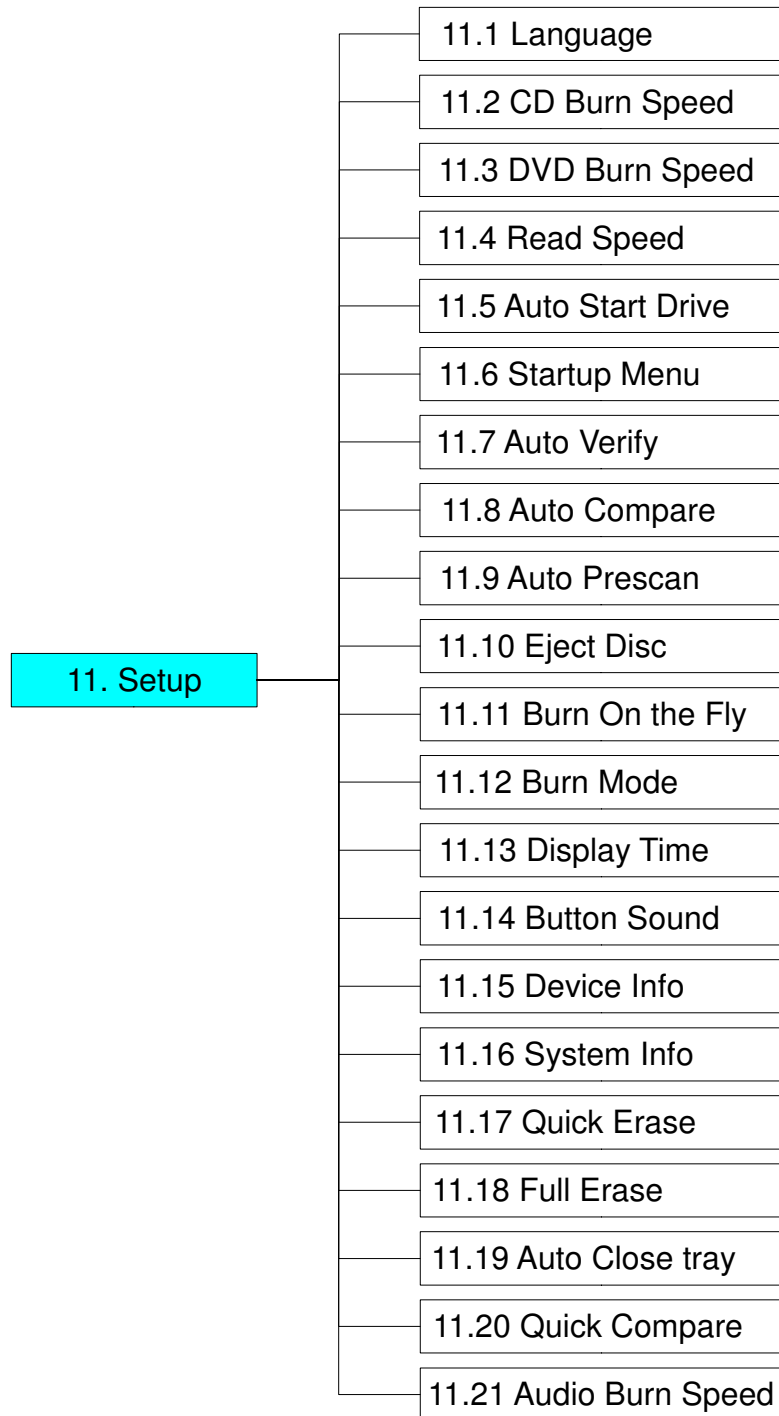 11.1 Language
11.2 CD Burn Speed
11.3 DVD Burn Speed
11.4 Read Speed
11.5 Auto Start Drive
11.6 Startup Menu
11.7 Auto Verify
11.8 Auto Compare
11.9 Auto Prescan
11. Setup
11.10 Eject Disc
11.11 Burn On the Fly
11.12 Burn Mode
11.13 Display Time
11.14 Button Sound
11.15 Device Info
11.16 System Info
11.17 Quick Erase
11.18 Full Erase
11.19 Auto Close tray
11.20 Quick Compare
11.21 Audio Burn Speed